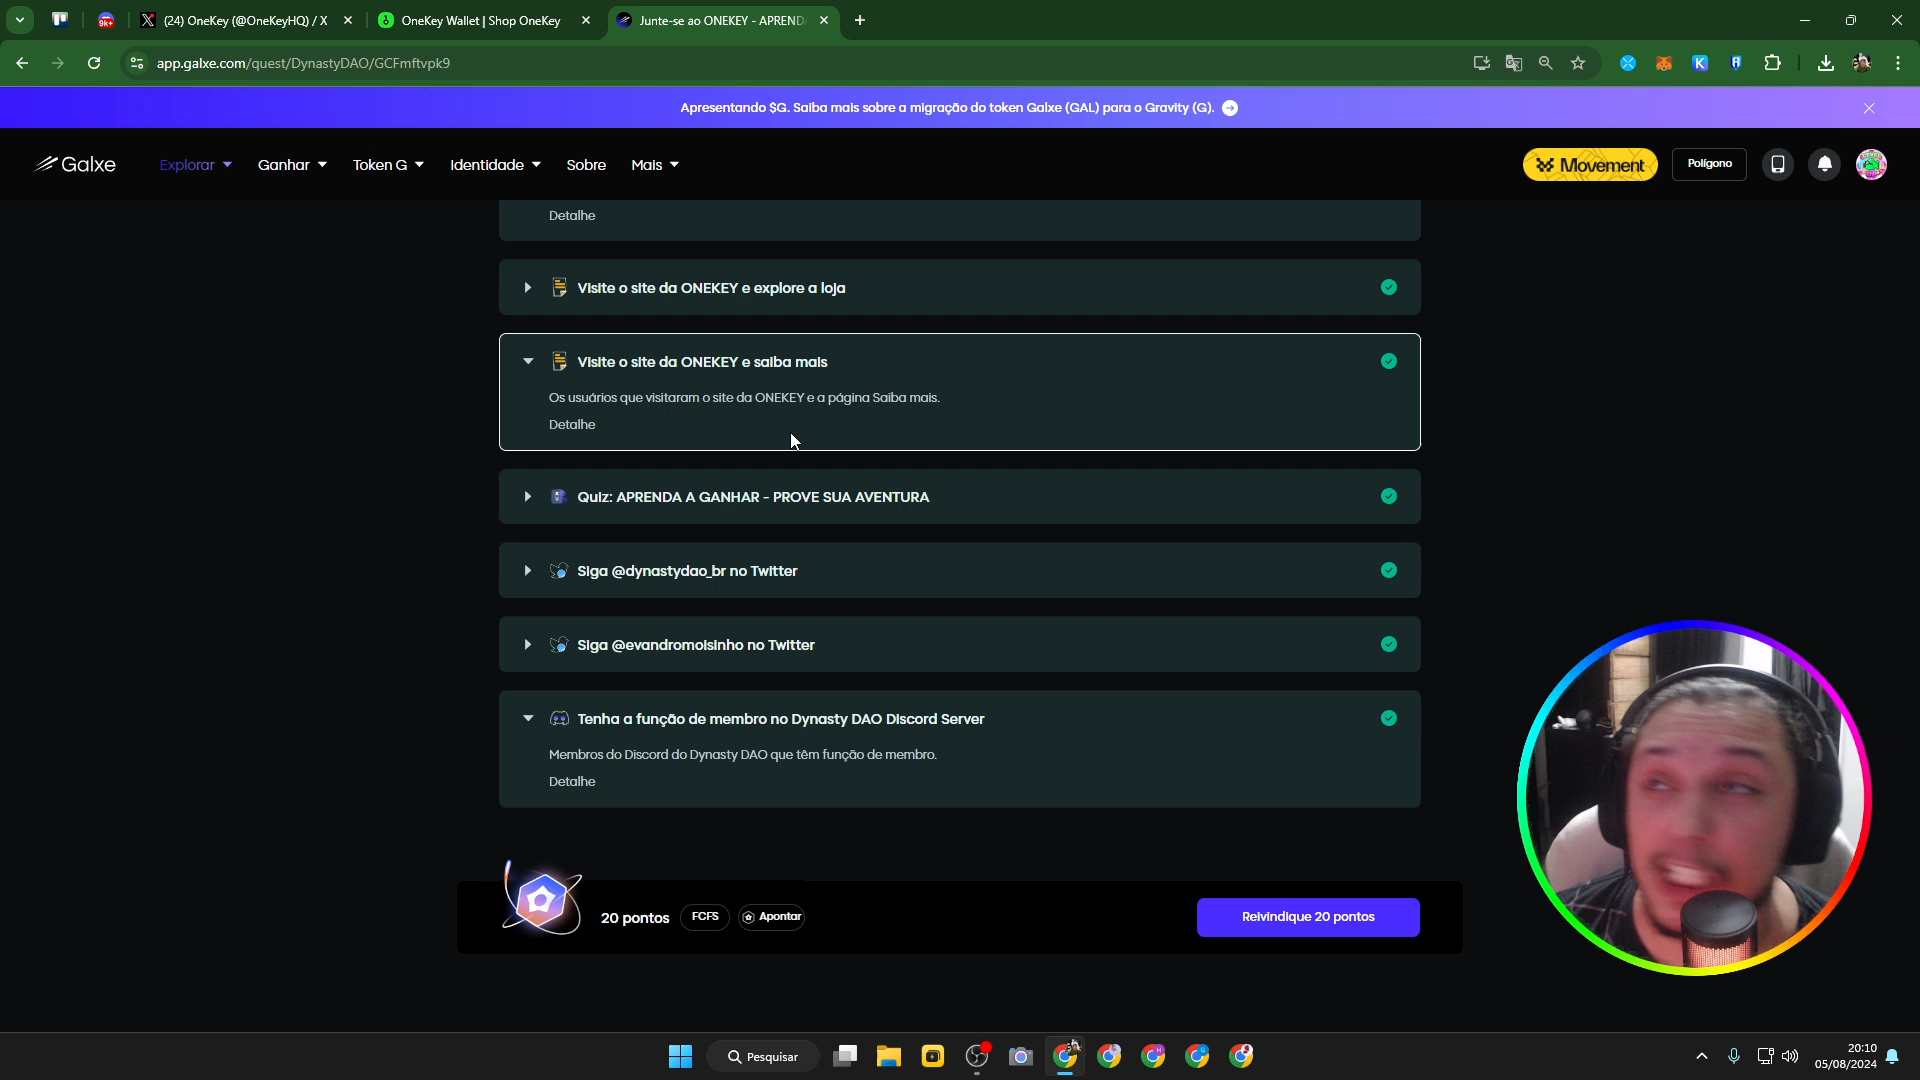 9k+
(24) OneKey (@OneKeyHQ) / X
OneKey Wallet | Shop OneKey
Junte-se ao ONEKEY - APREND
app.galxe.com/quest/DynastyDAO/GCFmftvpk9
Apresentando $G. Saiba mais sobre a migração do token Galxe (GAL) para o Gravity (G).
Galxe
Explorar
Ganhar
Token G
Identidade
Sobre
Mais
Movement
Polígono
Detalhe
Visite o site da ONEKEY e explore a loja
Visite o site da ONEKEY e saiba mais
Os usuários que visitaram o site da ONEKEY e a página Saiba mais.
Detalhe
Quiz: APRENDA A GANHAR - PROVE SUA AVENTURA
Siga @dynastydao_br no Twitter
Siga @evandromoisinho no Twitter
Tenha a função de membro no Dynasty DAO Discord Server
Membros do Discord do Dynasty DAO que têm função de membro.
Detalhe
20 pontos
FCFS
Apontar
Reivindique 20 pontos
Pesquisar
20:10
05/08/2024